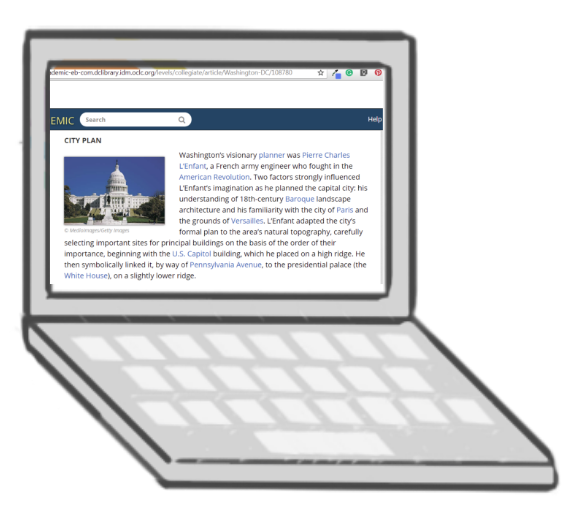 demic-eb-com.dclibrary.idm.oclc.org/levels/collegiate/article/Washington-DC/108780
EMIC Search Help
CITY PLAN
Washington's visionary planner was Pierre Charles
L'Enfant, a French army engineer who fought in the
American Revolution. Two factors strongly influenced
L'Enfant's imagination as he planned the capital city: his
understanding of 18th-century Baroque landscape
architecture and his familiarity with the city of Paris and
the grounds of Versailles. L'Enfant adapted the city's
formal plan to the area's natural topography, carefully
© Images/Getty Images
selecting important sites for principal buildings on the basis of the order of their
importance, beginning with the U.S. Capitol building, which he placed on a high ridge. He
then symbolically linked it, by way of Pennsylvania Avenue, to the presidential palace (the
White House), on a slightly lower ridge.